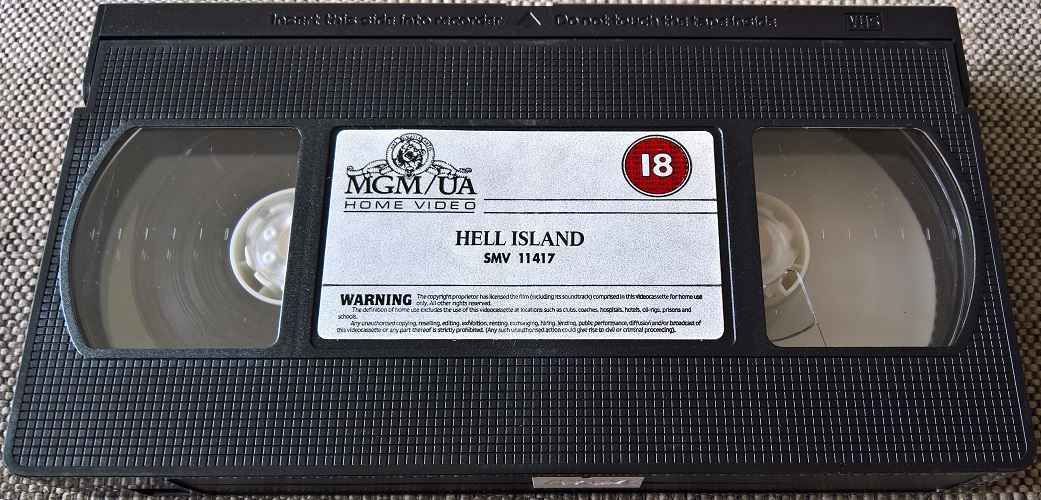 Insert this side into recorder △ Do not touch the tape inside VHS
18
MGM/UA
HOME VIDEO
HELL ISLAND
SMV 11417
WARNING The copyright proprietor has licensed the film (including its soundtrack) comprised in this videocassette for home use
only. All other rights reserved.
The definition of home use excludes the use of this videocassette at locations such as clubs, coaches, hospitals, hotels, oil-rigs, prisons and
schools.
Any unauthorised copying, reselling, editing, exhibition, renting, exchanging, hiring, lending, public performance, diffusion and/or broadcast of
this videocassette or any part thereof is strictly prohibited. (Any such unauthorised action could give rise to civil or criminal proceeding).